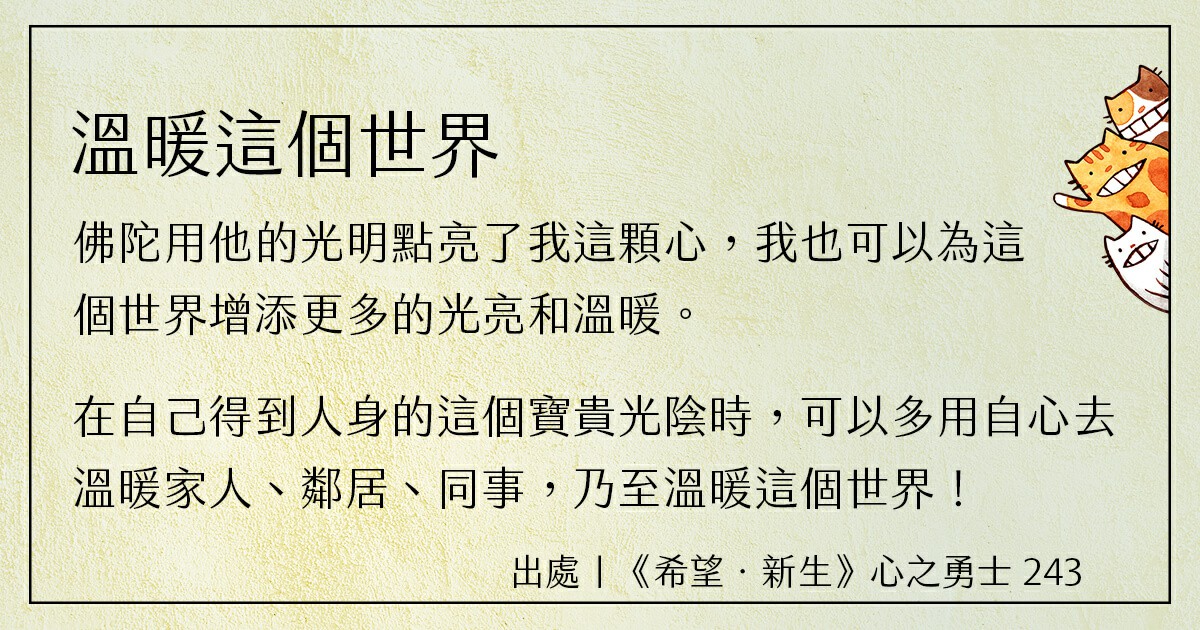 溫暖這個世界
佛陀用他的光明點亮了我這顆心，我也可以為這
個世界增添更多的光亮和溫暖。
在自己得到人身的這個寶貴光陰時，可以多用自心去
溫暖家人、鄰居、同事，乃至溫暖這個世界！
出處丨《希望．新生》心之勇士 243